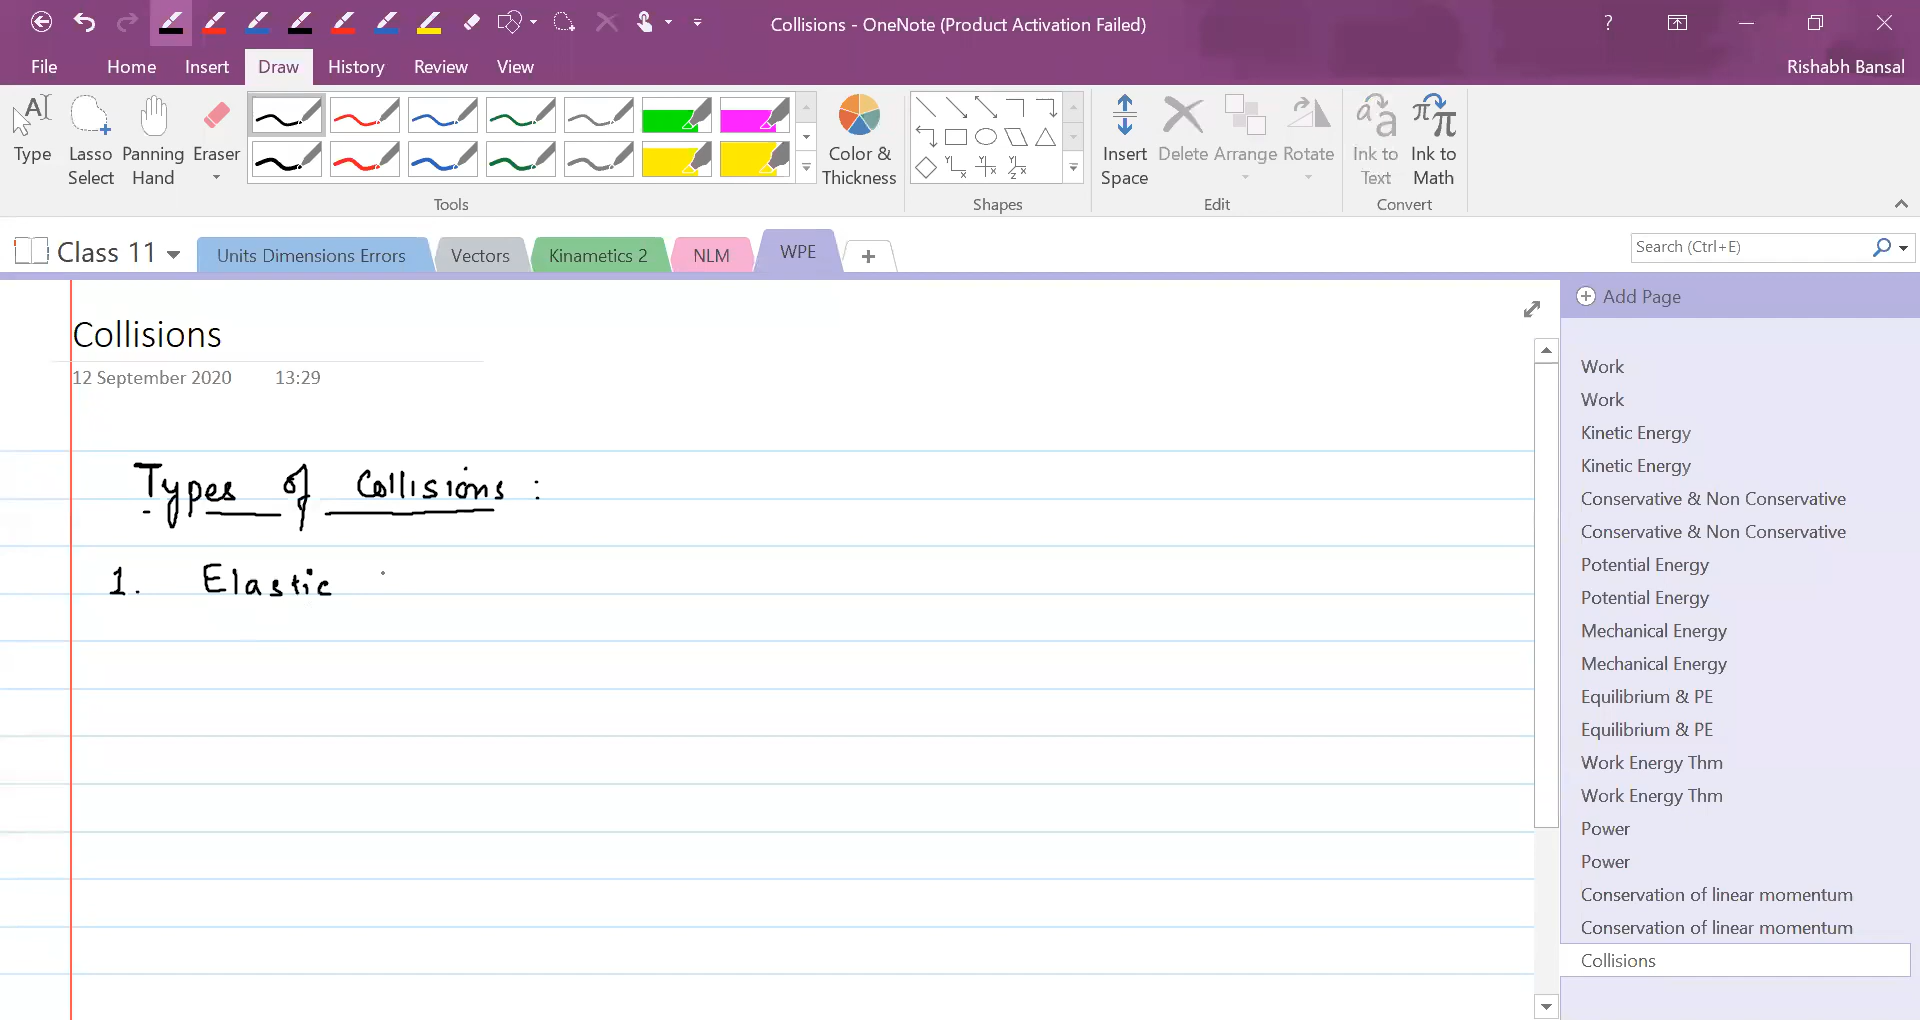 Collisions - OneNote (Product Activation Failed)
?
File Home Insert Draw History Review View
Rishabh Bansal
Type
Lasso Select
Panning Hand
Eraser
Color & Thickness
Insert Space
Delete
Arrange
Rotate
Ink to Text
Ink to Math
Tools
Shapes
Edit
Convert
Class 11
Units Dimensions Errors
Vectors
Kinametics 2
NLM
WPE
Search (Ctrl+E)
Add Page
Collisions
12 September 2020 13:29
Types of Collisions :
1. Elastic
Work
Work
Kinetic Energy
Kinetic Energy
Conservative & Non Conservative
Conservative & Non Conservative
Potential Energy
Potential Energy
Mechanical Energy
Mechanical Energy
Equilibrium & PE
Equilibrium & PE
Work Energy Thm
Work Energy Thm
Power
Power
Conservation of linear momentum
Conservation of linear momentum
Collisions